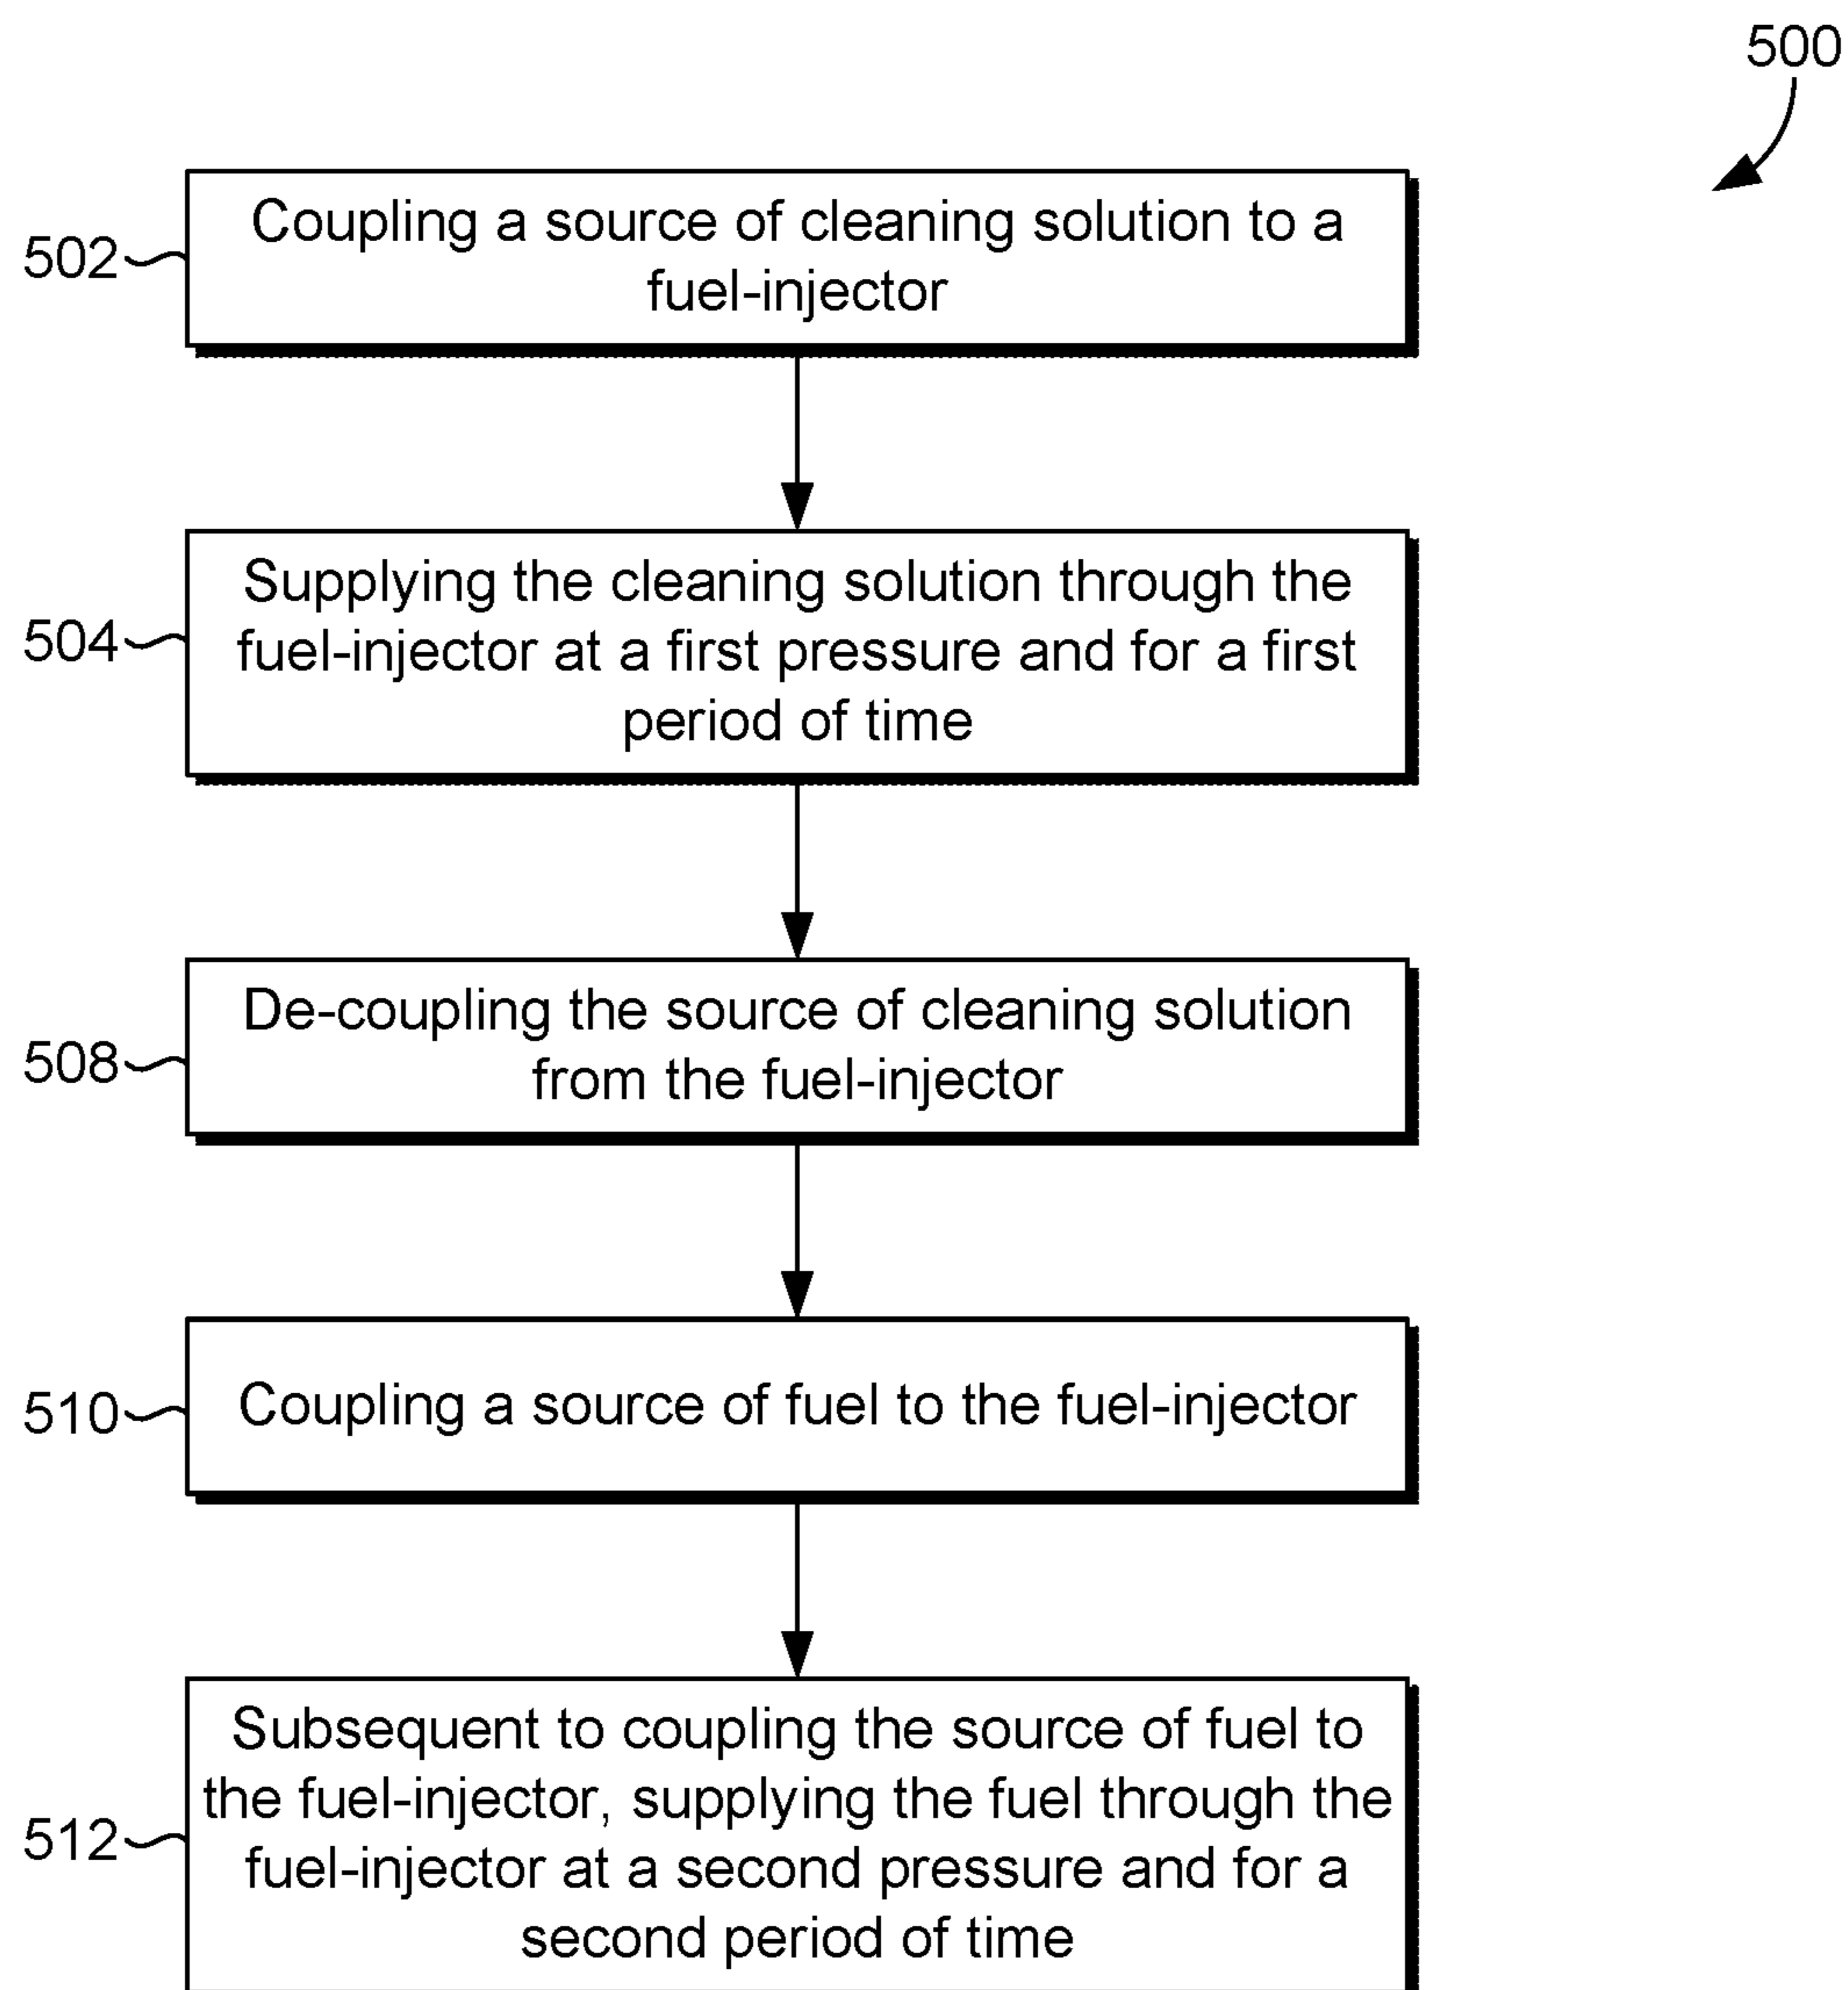 500
502
Coupling a source of cleaning solution to a
fuel-injector
504
Supplying the cleaning solution through the
fuel-injector at a first pressure and for a first
period of time
508
De-coupling the source of cleaning solution
from the fuel-injector
510
Coupling a source of fuel to the fuel-injector
512
Subsequent to coupling the source of fuel to
the fuel-injector, supplying the fuel through the
fuel-injector at a second pressure and for a
second period of time